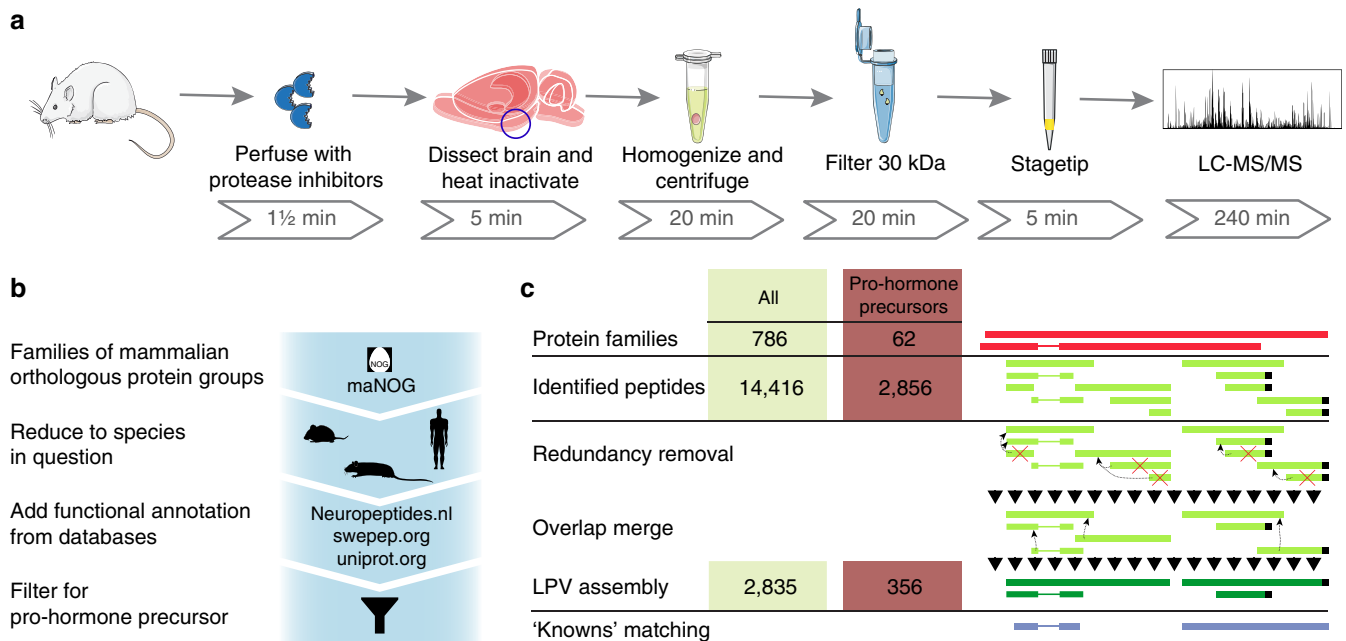 a
Perfuse with
protease inhibitors
Dissect brain and
heat inactivate
Homogenize and
centrifuge
Filter 30 kDa
Stagetip
LC-MS/MS
1½ min
5 min
20 min
20 min
5 min
240 min
b
Families of mammalian
orthologous protein groups
NOG
maNOG
Reduce to species
in question
Add functional annotation
from databases
Neuropeptides.nl
swepep.org
uniprot.org
Filter for
pro-hormone precursor
c
All
Pro-hormone
precursors
Protein families 786 62
Identified peptides 14,416 2,856
Redundancy removal
Overlap merge
LPV assembly 2,835 356
‘Knowns’ matching